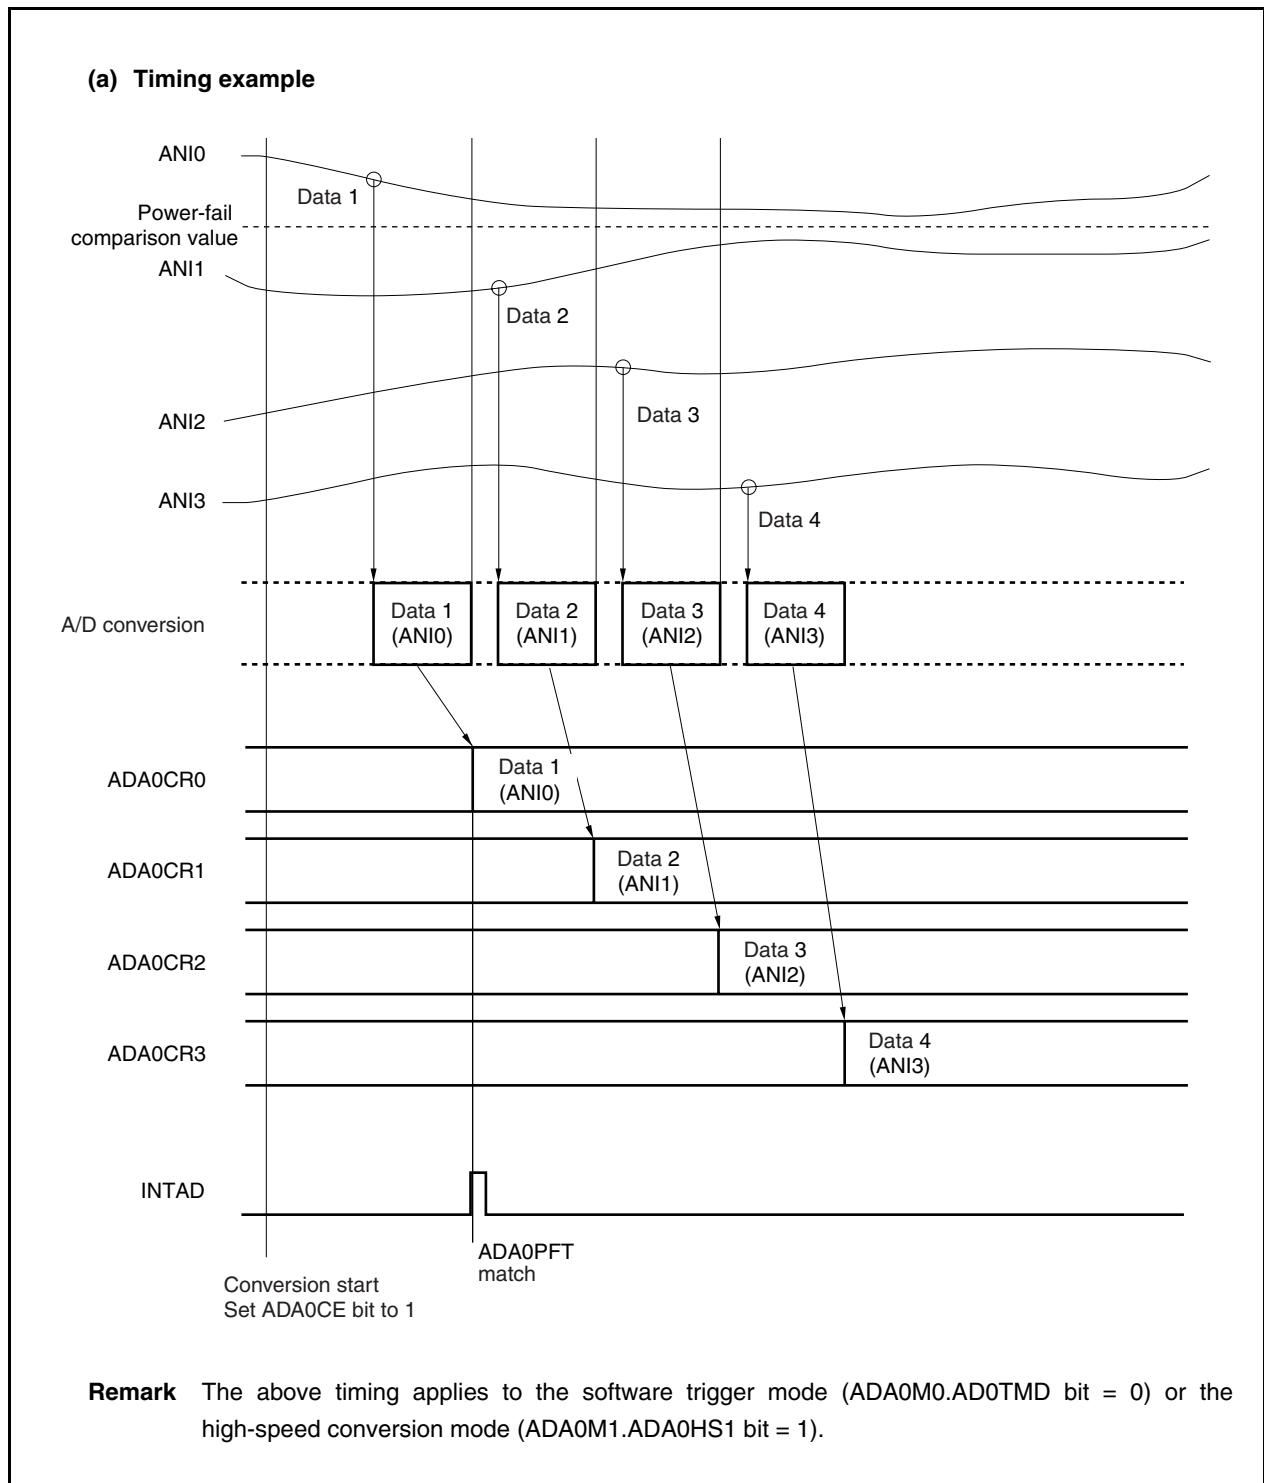 (a) Timing example
ANI0
Data 1
Power-fail
comparison value
ANI1
Data 2
ANI2
Data 3
ANI3
Data 4
A/D conversion
Data 1
(ANI0)
Data 2
(ANI1)
Data 3
(ANI2)
Data 4
(ANI3)
ADA0CR0
Data 1
(ANI0)
ADA0CR1
Data 2
(ANI1)
ADA0CR2
Data 3
(ANI2)
ADA0CR3
Data 4
(ANI3)
INTAD
ADA0PFT
match
Conversion start
Set ADA0CE bit to 1
Remark The above timing applies to the software trigger mode (ADA0M0.AD0TMD bit = 0) or the
high-speed conversion mode (ADA0M1.ADA0HS1 bit = 1).